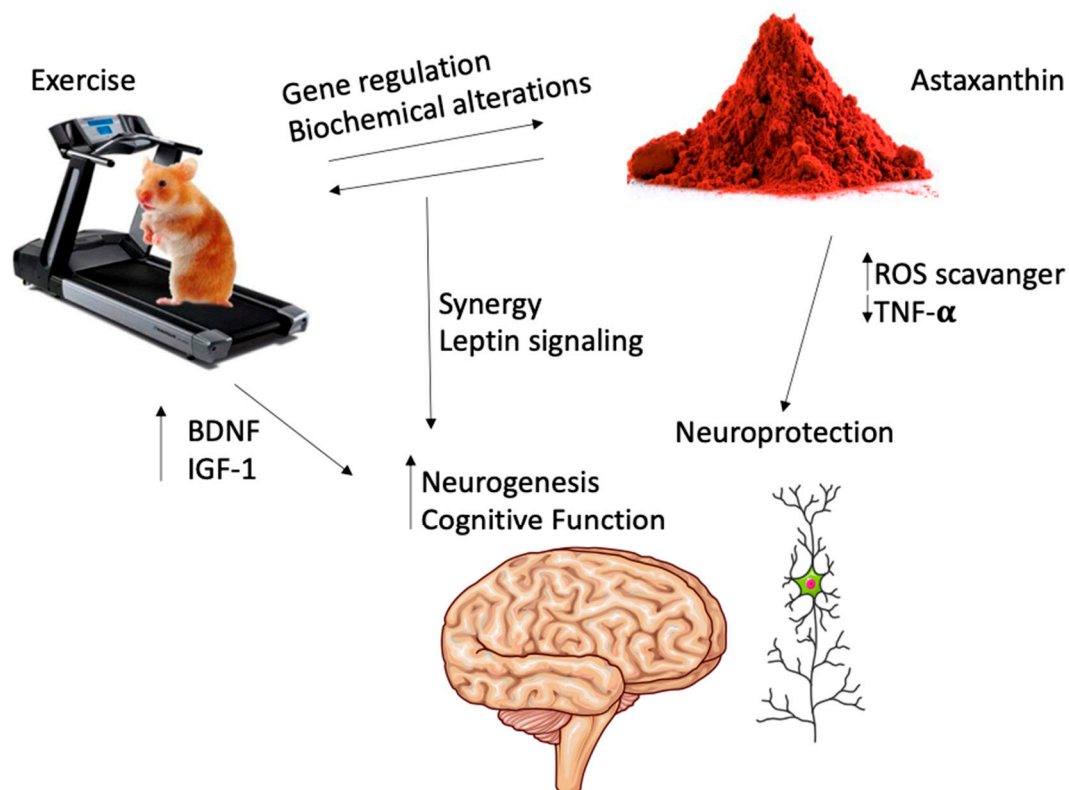 Exercise
Gene regulation
Biochemical alterations
Astaxanthin
ROS scavanger
TNF-α
Synergy
Leptin signaling
BDNF
IGF-1
Neuroprotection
Neurogenesis
Cognitive Function